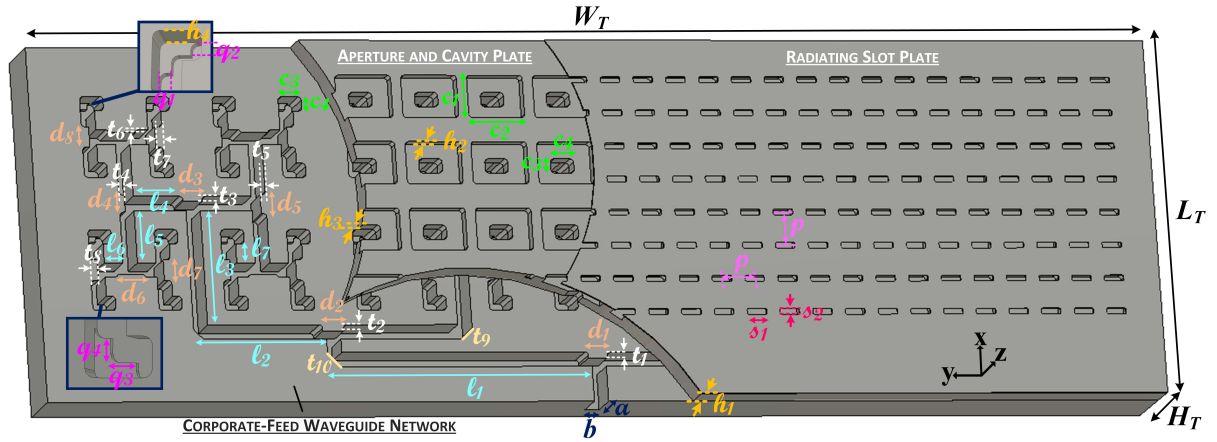 W_T
APERTURE AND CAVITY PLATE
RADIATING SLOT PLATE
h_4
q_2
q_1
c_3
c_4
c_1
c_2
d_8
t_6
t_7
t_5
h_2
c_4
c_3
t_4
d_3
l_4
t_3
d_4
d_5
L_T
h_3
p
l_6
l_5
l_3
l_7
t_8
d_7
p
d_6
d_2
t_2
s_1
s_2
x
z
y
q_4
q_3
l_2
t_9
t_10
d_1
t_1
l_1
a
b
h_1
H_T
CORPORATE-FEED WAVEGUIDE NETWORK